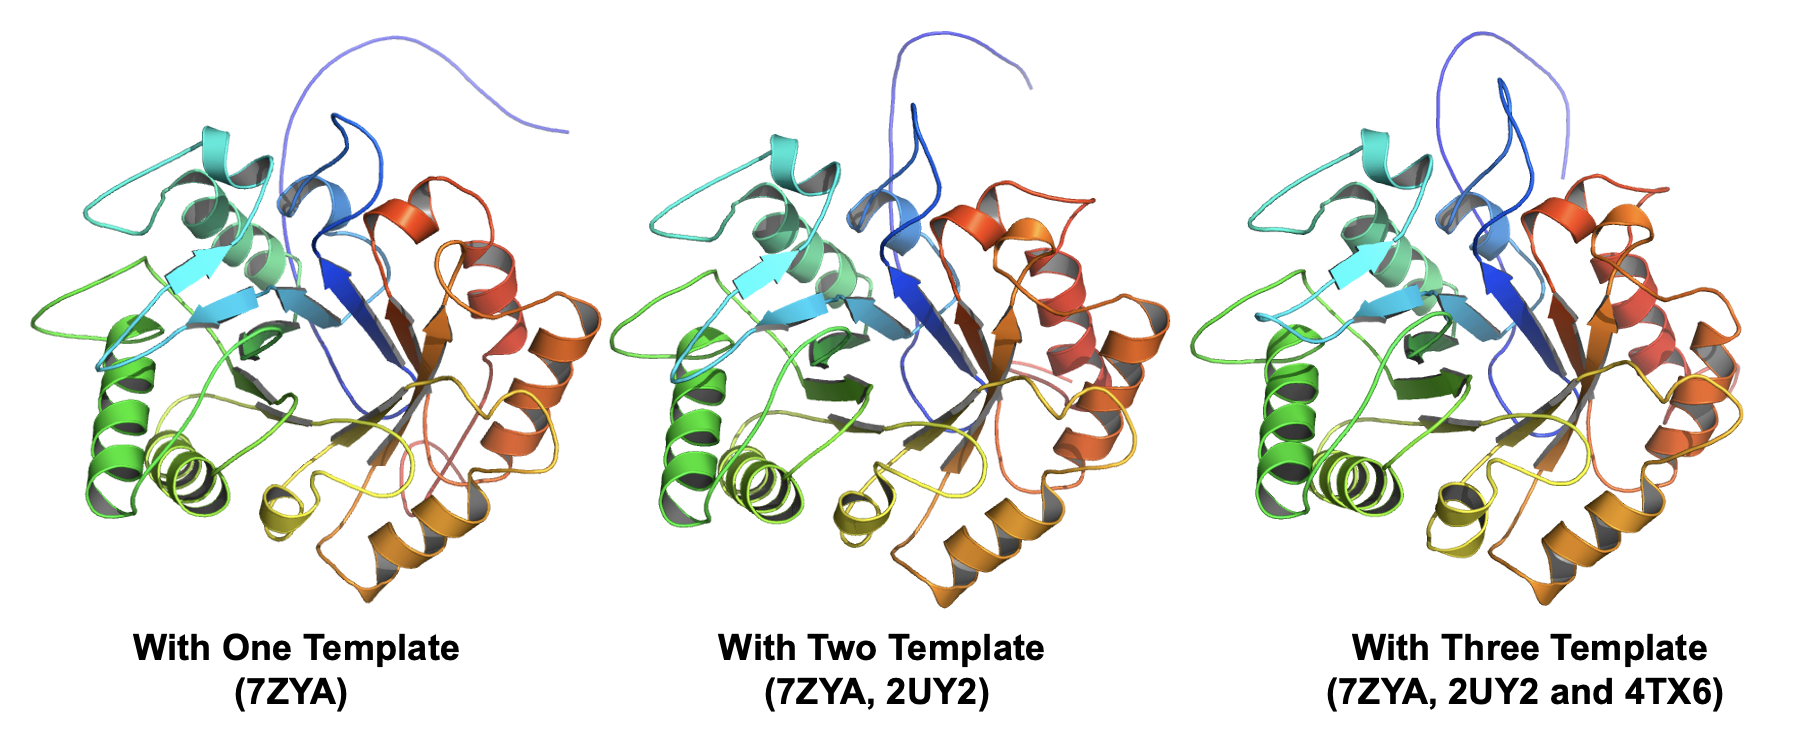 With One Template
(7ZYA)
With Two Template
(7ZYA, 2UY2)
With Three Template
(7ZYA, 2UY2 and 4TX6)